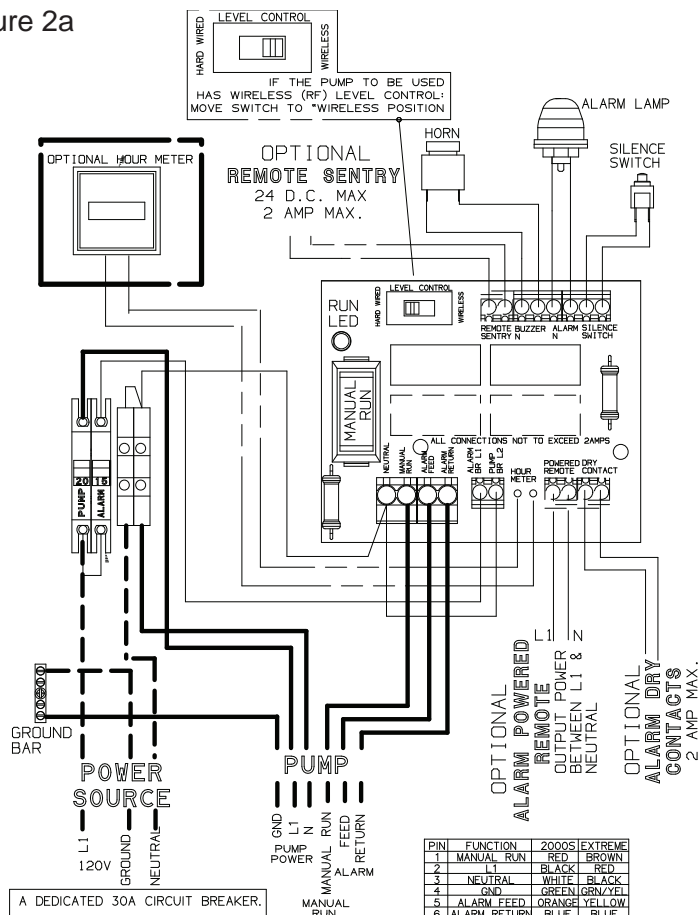 ure 2a
LEVEL CONTROL
HARD WIRED
WIRELESS
IF THE PUMP TO BE USED
HAS WIRELESS (RF) LEVEL CONTROL:
MOVE SWITCH TO "WIRELESS POSITION
OPTIONAL HOUR METER
OPTIONAL
REMOTE SENTRY
24 D.C. MAX
2 AMP MAX.
HORN
ALARM LAMP
SILENCE
SWITCH
RUN
LED
HARD WIRED
LEVEL CONTROL
WIRELESS
REMOTE
SENTRY
BUZZER
N
ALARM
N
SILENCE
SWITCH
MANUAL
RUN
ALL CONNECTIONS NOT TO EXCEED 2AMPS
NEUTRAL
MANUAL
RUN
ALARM
FEED
ALARM
RETURN
ALARM
BR L1
PUMP
BR L2
HOUR
METER
POWERED
REMOTE
DRY
CONTACT
20
15
PUMP
ALARM
GROUND
BAR
POWER
SOURCE
L1
120V
GROUND
NEUTRAL
PUMP
GND
L1
N
PUMP
POWER
MANUAL RUN
MANUAL
RUN
FEED
RETURN
ALARM
L1
N
OPTIONAL
ALARM POWERED
REMOTE
OUTPUT POWER
BETWEEN L1 &
NEUTRAL
OPTIONAL
ALARM DRY
CONTACTS
2 AMP MAX.
A DEDICATED 30A CIRCUIT BREAKER.
PIN FUNCTION 2000S EXTREME
1 MANUAL RUN RED BROWN
2 L1 BLACK RED
3 NEUTRAL WHITE BLACK
4 GND GREEN GRN/YEL
5 ALARM FEED ORANGE YELLOW
6 ALARM RETURN BLUE BLUE